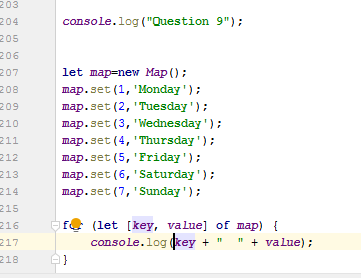 203
204 console.log("Question 9");
205
206
207 let map=new Map();
208 map.set(1,'Monday');
209 map.set(2,'Tuesday');
210 map.set(3,'Wednesday');
211 map.set(4,'Thursday');
212 map.set(5,'Friday');
213 map.set(6,'Saturday');
214 map.set(7,'Sunday');
215
216 for (let [key, value] of map) {
217 console.log(key + "  " + value);
218 }